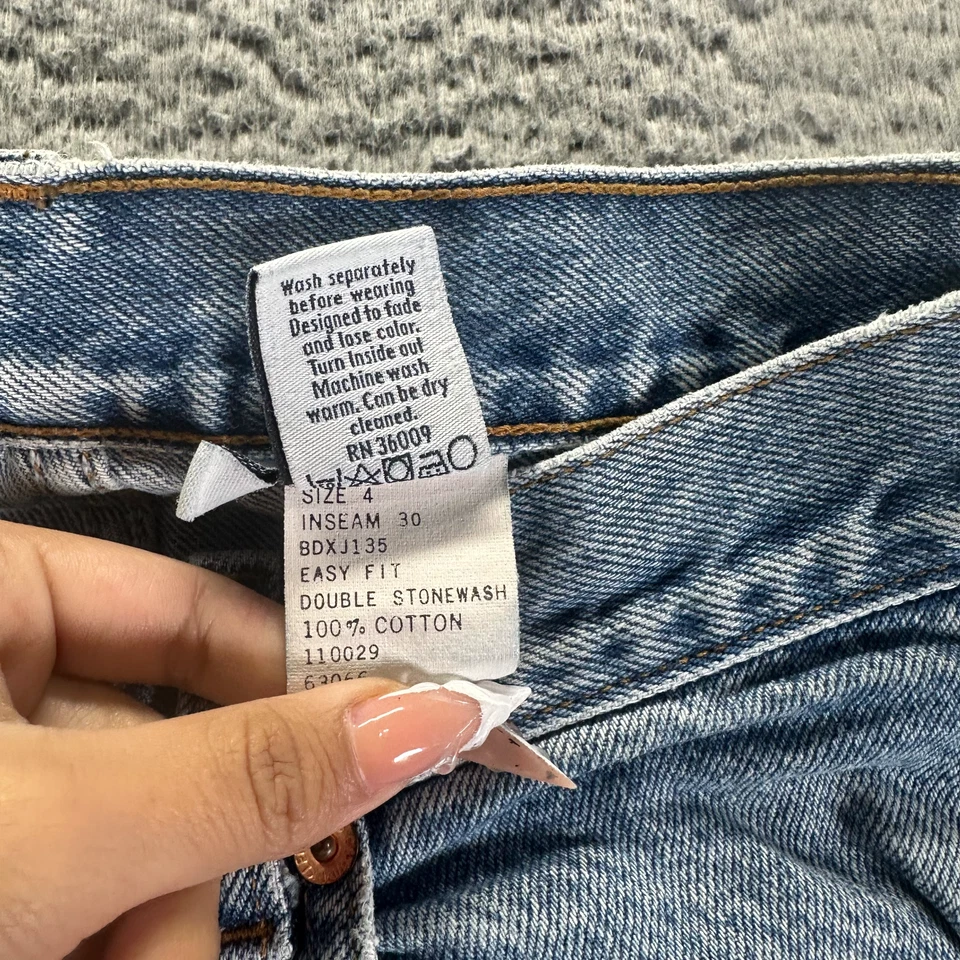 Wash separately
before wearing
Designed to fade
and lose color.
Turn Inside out
Machine wash
warm. Can be dry
cleaned.
RN 36009
SIZE 4
INSEAM 30
BDXJ135
EASY FIT
DOUBLE STONEWASH
100% COTTON
110029
63066